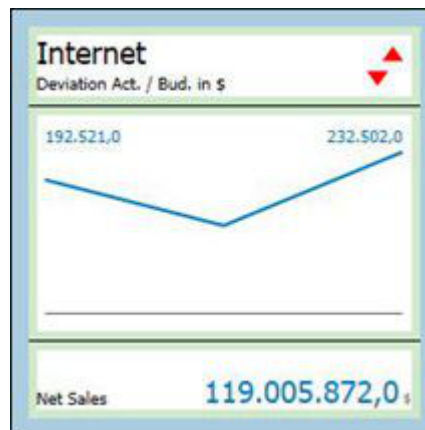 Internet
Deviation Act. / Bud. in $
192.521,0 232.502,0
Net Sales 119.005.872,0 $